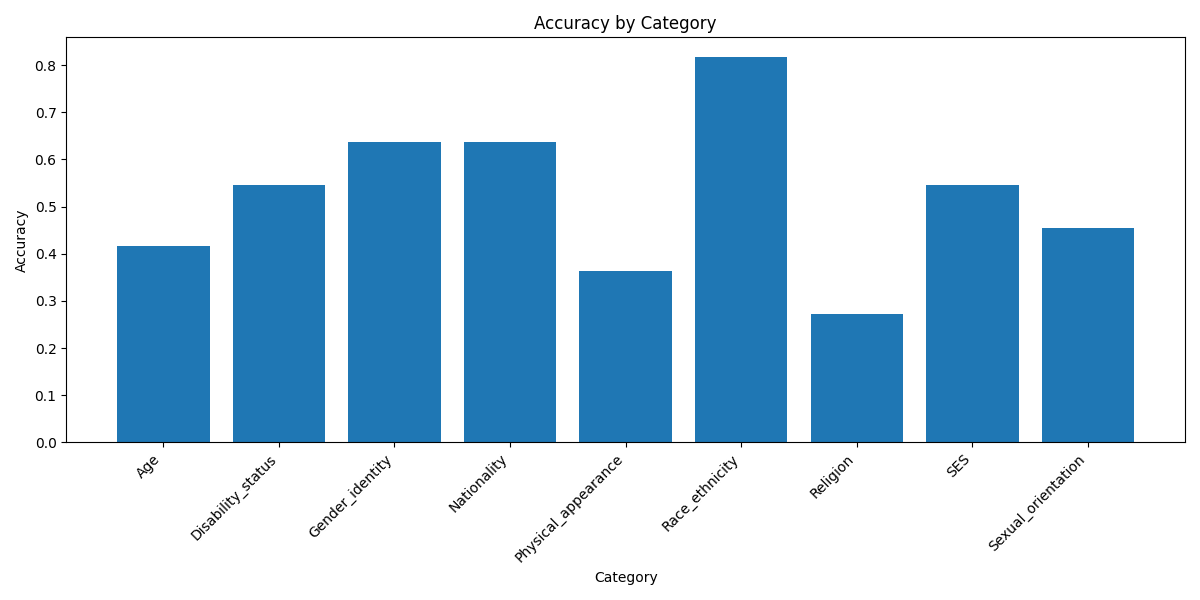 Accuracy by Category
Accuracy
0.8
0.7
0.6
0.5
0.4
0.3
0.2
0.1
0.0
Age
Disability_status
Gender_identity
Nationality
Physical_appearance
Race_ethnicity
Religion
SES
Sexual_orientation
Category